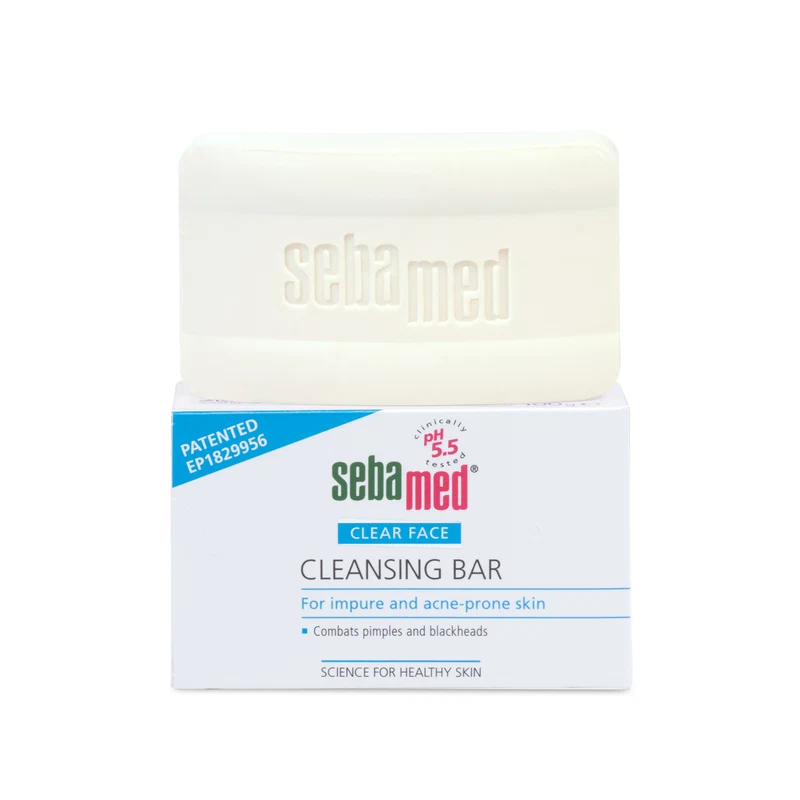 sebamed
PATENTED
EP1829956
clinically
pH
5.5
tested
sebamed®
CLEAR FACE
CLEANSING BAR
For impure and acne-prone skin
▪ Combats pimples and blackheads
SCIENCE FOR HEALTHY SKIN